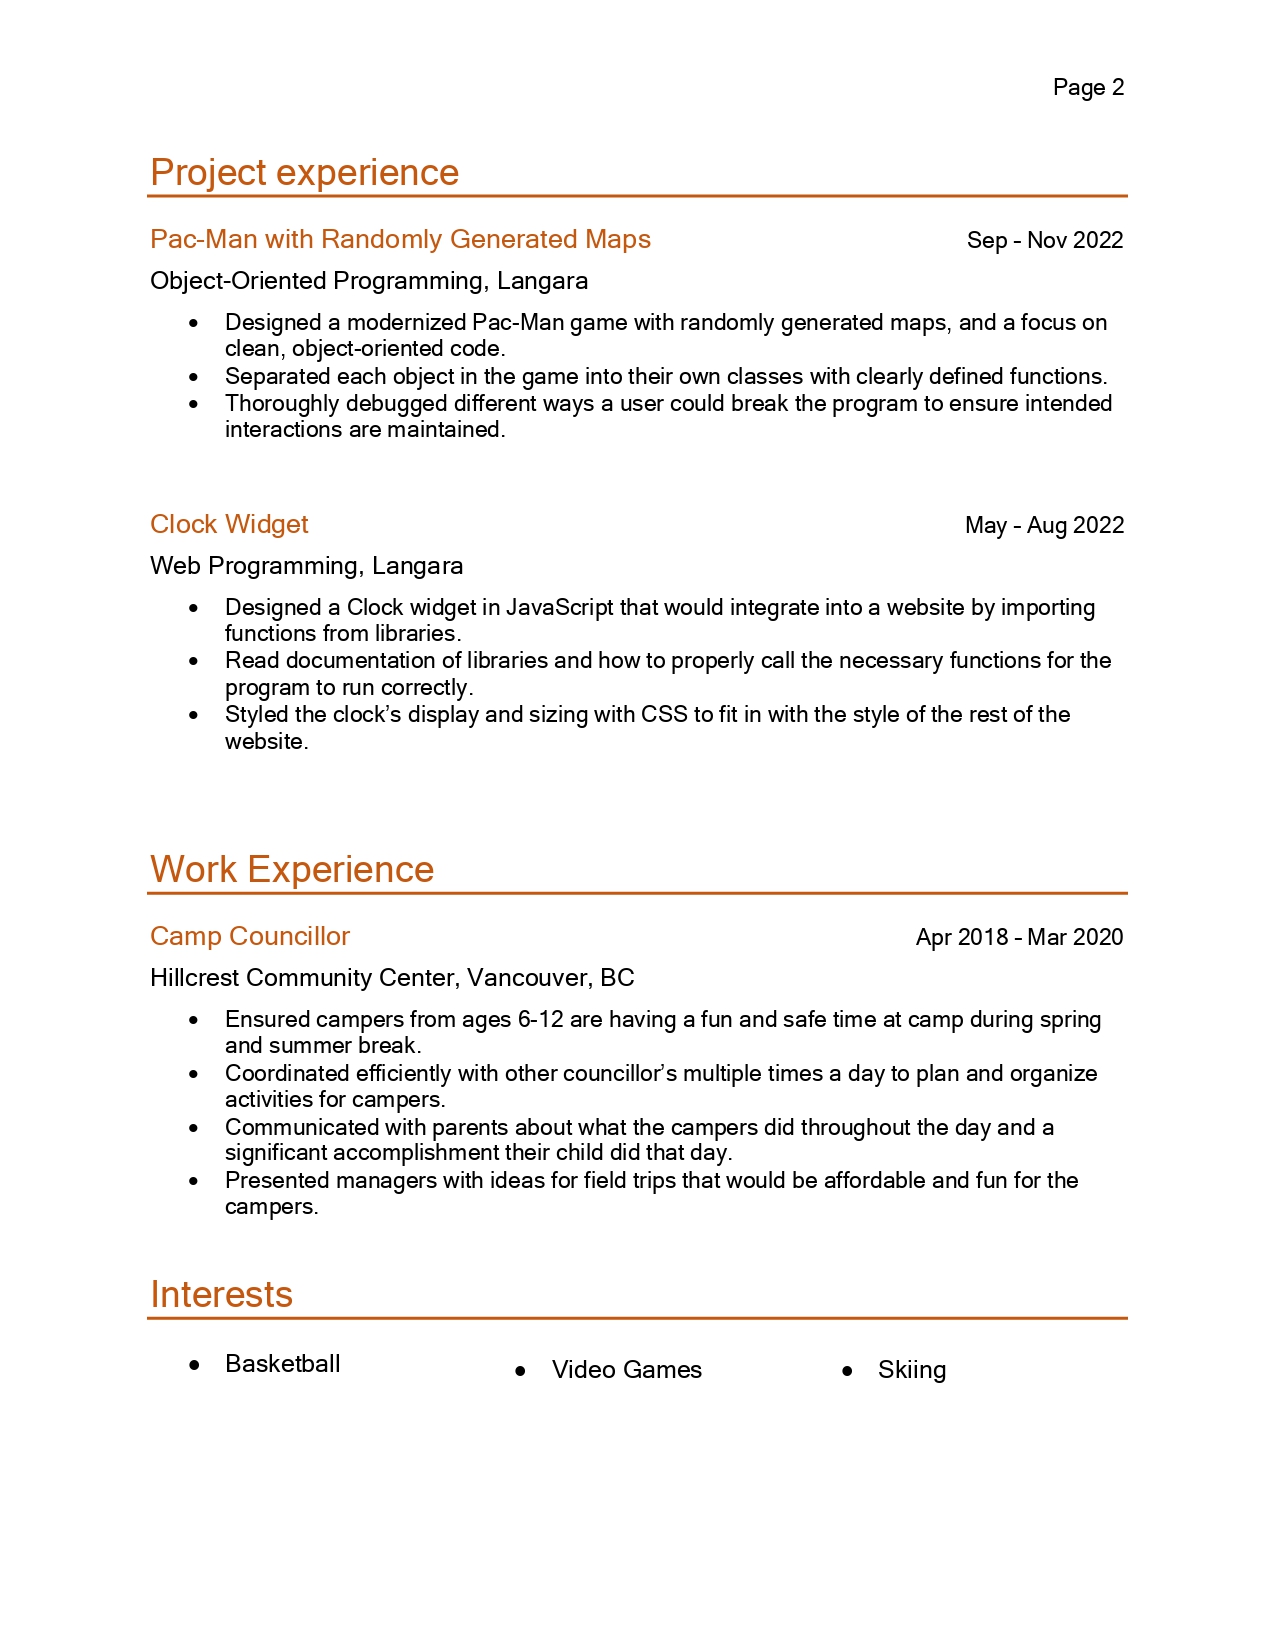 Page 2
Project experience
Pac-Man with Randomly Generated Maps Sep - Nov 2022
Object-Oriented Programming, Langara
• Designed a modernized Pac-Man game with randomly generated maps, and a focus on
clean, object-oriented code.
• Separated each object in the game into their own classes with clearly defined functions.
• Thoroughly debugged different ways a user could break the program to ensure intended
interactions are maintained.
Clock Widget May - Aug 2022
Web Programming, Langara
• Designed a Clock widget in JavaScript that would integrate into a website by importing
functions from libraries.
• Read documentation of libraries and how to properly call the necessary functions for the
program to run correctly.
• Styled the clock’s display and sizing with CSS to fit in with the style of the rest of the
website.
Work Experience
Camp Councillor Apr 2018 - Mar 2020
Hillcrest Community Center, Vancouver, BC
• Ensured campers from ages 6-12 are having a fun and safe time at camp during spring
and summer break.
• Coordinated efficiently with other councillor’s multiple times a day to plan and organize
activities for campers.
• Communicated with parents about what the campers did throughout the day and a
significant accomplishment their child did that day.
• Presented managers with ideas for field trips that would be affordable and fun for the
campers.
Interests
• Basketball • Video Games • Skiing